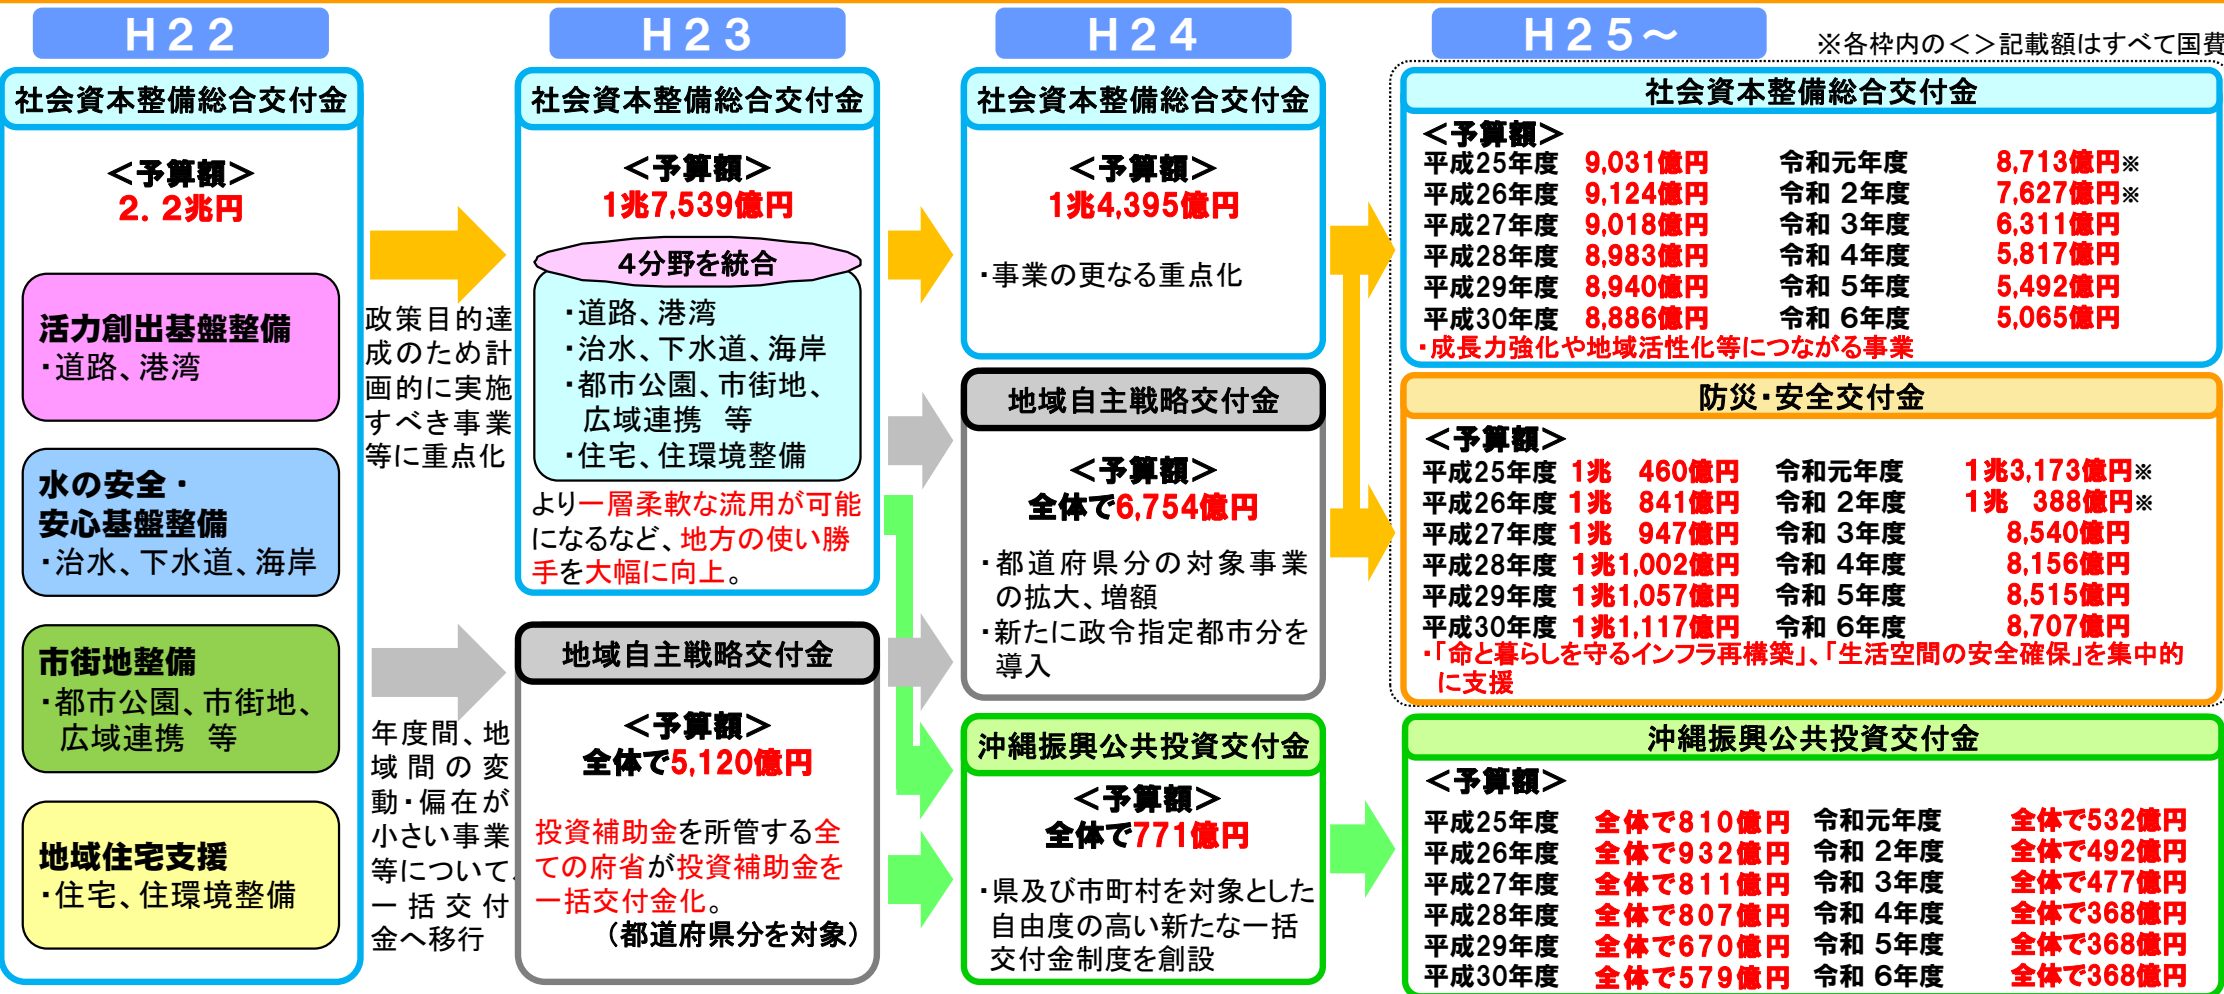 H22
H23
H24
H25～
※各枠内の<>記載額はすべて国費
社会資本整備総合交付金
＜予算額＞
2.2兆円
活力創出基盤整備
・道路、港湾
水の安全・
安心基盤整備
・治水、下水道、海岸
市街地整備
・都市公園、市街地、
広域連携　等
地域住宅支援
・住宅、住環境整備
政策目的達
成のため計
画的に実施
すべき事業
等に重点化
年度間、地
域間の変
動・偏在が
小さい事業
等について、
一括交付
金へ移行
社会資本整備総合交付金
＜予算額＞
1兆7,539億円
4分野を統合
・道路、港湾
・治水、下水道、海岸
・都市公園、市街地、
広域連携　等
・住宅、住環境整備
より一層柔軟な流用が可能
になるなど、地方の使い勝
手を大幅に向上。
地域自主戦略交付金
＜予算額＞
全体で5,120億円
投資補助金を所管する全
ての府省が投資補助金を
一括交付金化。
（都道府県分を対象）
社会資本整備総合交付金
＜予算額＞
1兆4,395億円
・事業の更なる重点化
地域自主戦略交付金
＜予算額＞
全体で6,754億円
・都道府県分の対象事業
の拡大、増額
・新たに政令指定都市分を
導入
沖縄振興公共投資交付金
＜予算額＞
全体で771億円
・県及び市町村を対象とした
自由度の高い新たな一括
交付金制度を創設
社会資本整備総合交付金
＜予算額＞
平成25年度 9,031億円 令和元年度 8,713億円※
平成26年度 9,124億円 令和 2年度 7,627億円※
平成27年度 9,018億円 令和 3年度 6,311億円
平成28年度 8,983億円 令和 4年度 5,817億円
平成29年度 8,940億円 令和 5年度 5,492億円
平成30年度 8,886億円 令和 6年度 5,065億円
・成長力強化や地域活性化等につながる事業
防災・安全交付金
＜予算額＞
平成25年度 1兆　460億円 令和元年度 1兆3,173億円※
平成26年度 1兆　841億円 令和 2年度 1兆　388億円※
平成27年度 1兆　947億円 令和 3年度 8,540億円
平成28年度 1兆1,002億円 令和 4年度 8,156億円
平成29年度 1兆1,057億円 令和 5年度 8,515億円
平成30年度 1兆1,117億円 令和 6年度 8,707億円
・「命と暮らしを守るインフラ再構築」、「生活空間の安全確保」を集中的
に支援
沖縄振興公共投資交付金
＜予算額＞
平成25年度 全体で810億円 令和元年度 全体で532億円
平成26年度 全体で932億円 令和 2年度 全体で492億円
平成27年度 全体で811億円 令和 3年度 全体で477億円
平成28年度 全体で807億円 令和 4年度 全体で368億円
平成29年度 全体で670億円 令和 5年度 全体で368億円
平成30年度 全体で579億円 令和 6年度 全体で368億円